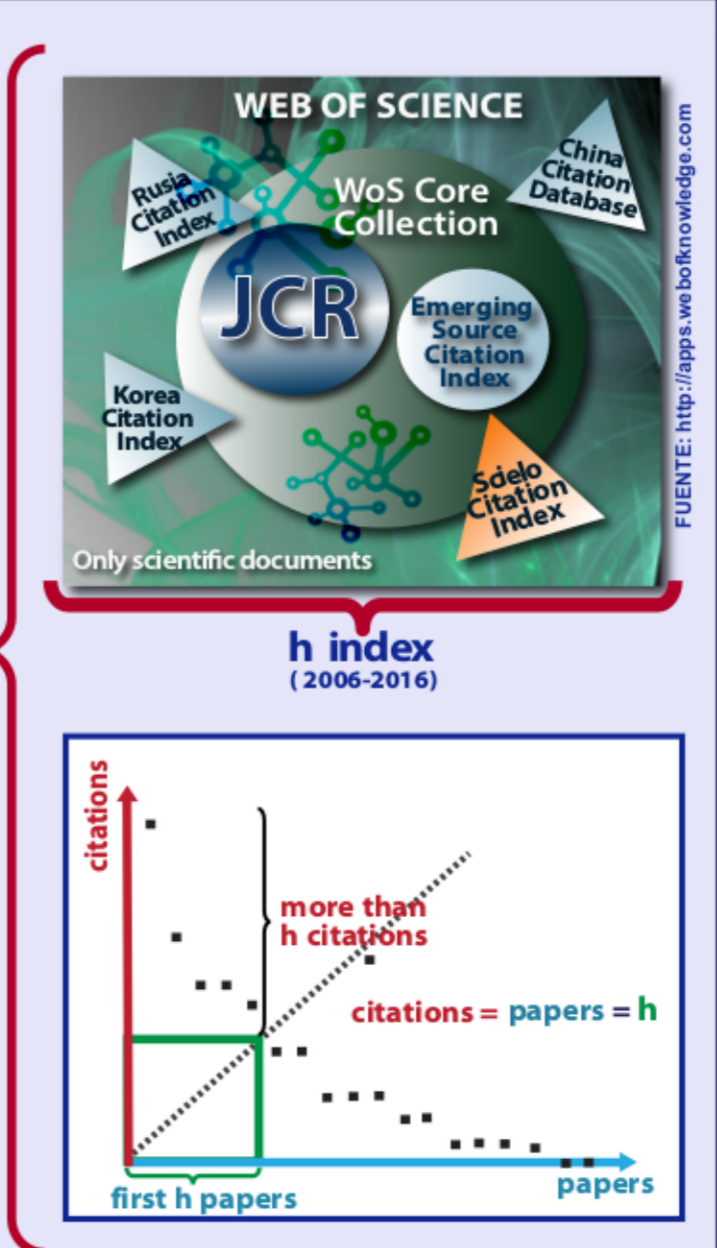 WEB OF SCIENCE
Rusia
Citation
Index
WoS Core
Collection
China
Citation
Database
JCR
Emerging
Source
Citation
Index
Korea
Citation
Index
Scielo
Citation
Index
Only scientific documents
FUENTE: http://apps.webofknowledge.com
h index
( 2006-2016)
citations
more than
h citations
citations = papers = h
first h papers
papers